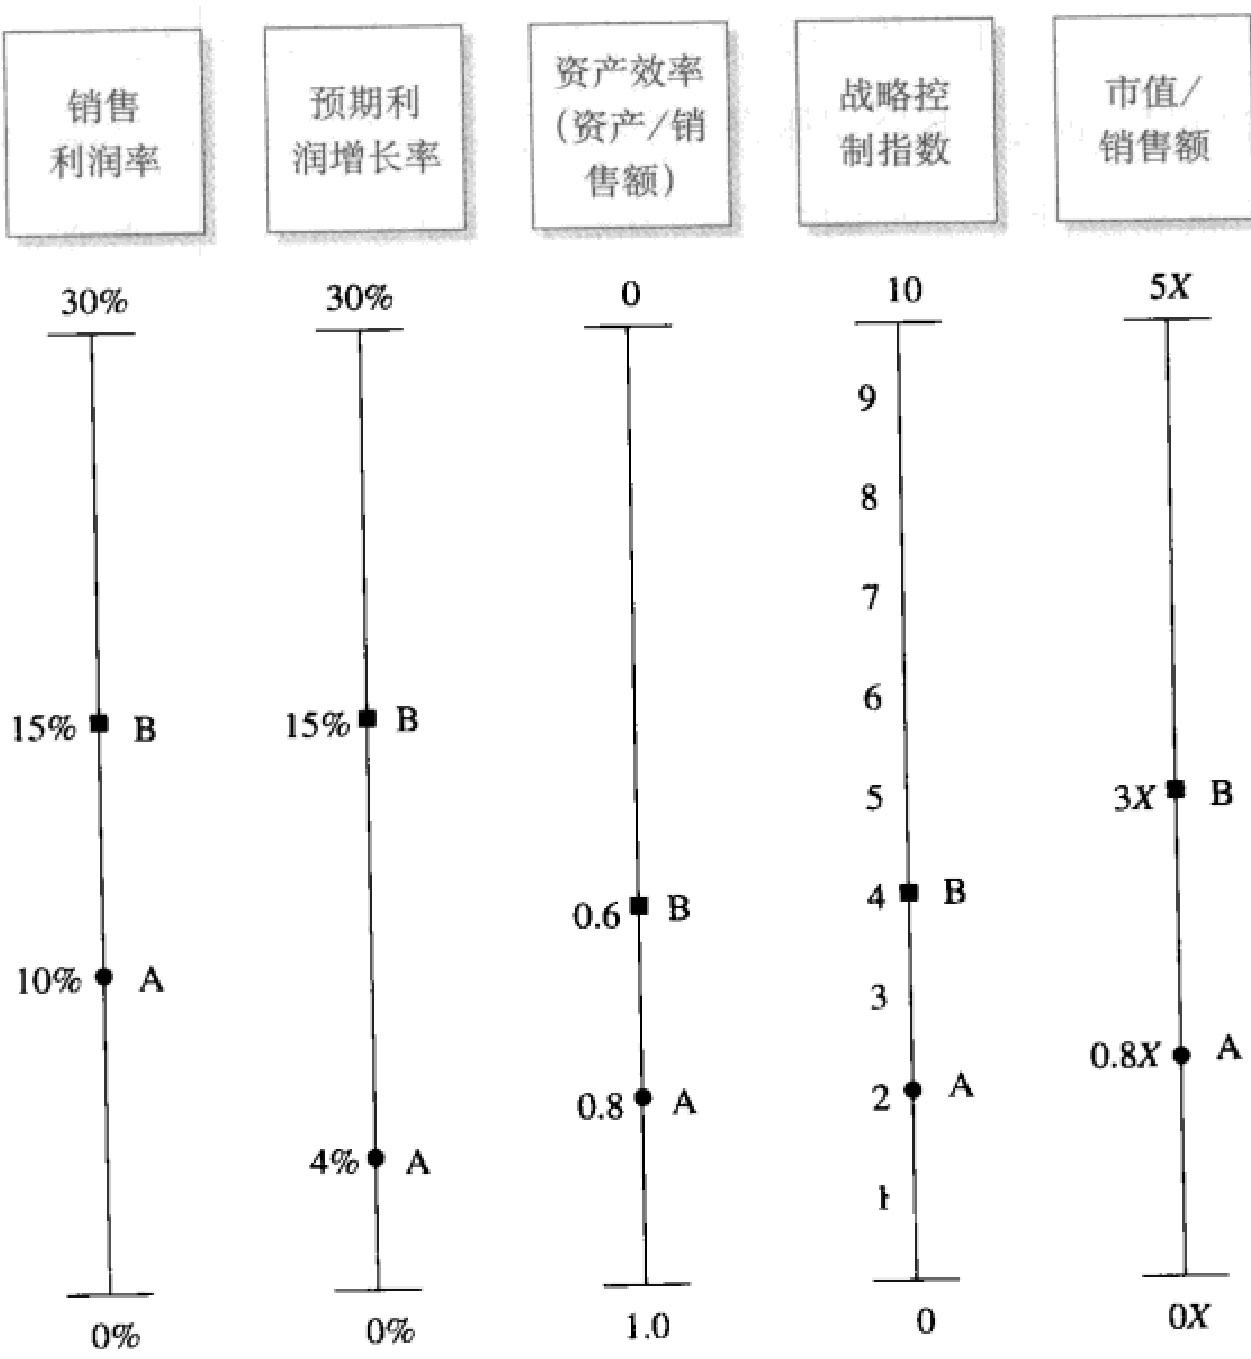 销售
利润率
预期利
润增长率
资产效率
(资产/销
售额)
战略控
制指数
市值/
销售额
30%
30%
0
10
5X
9
8
7
6
15% B
15% B
5
3X B
4 B
0.6 B
10% A
3
0.8X A
2 A
0.8 A
4% A
1
0%
0%
1.0
0
0X